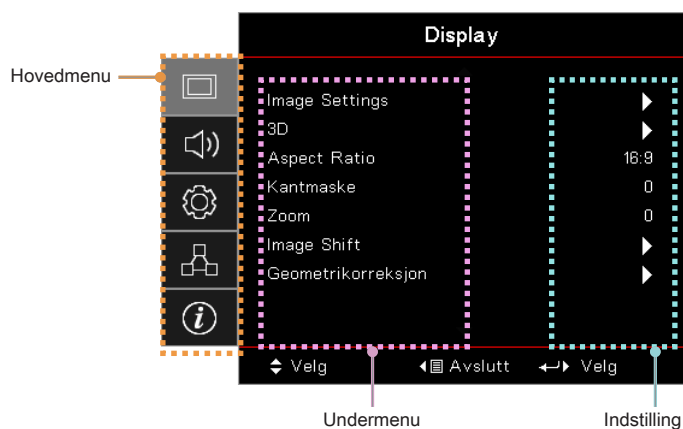 Display
Hovedmenu
Image Settings
3D
Aspect Ratio 16:9
Kantmaske 0
Zoom 0
Image Shift
Geometrikorreksjon
Velg Avslutt Velg
Undermenu Indstilling